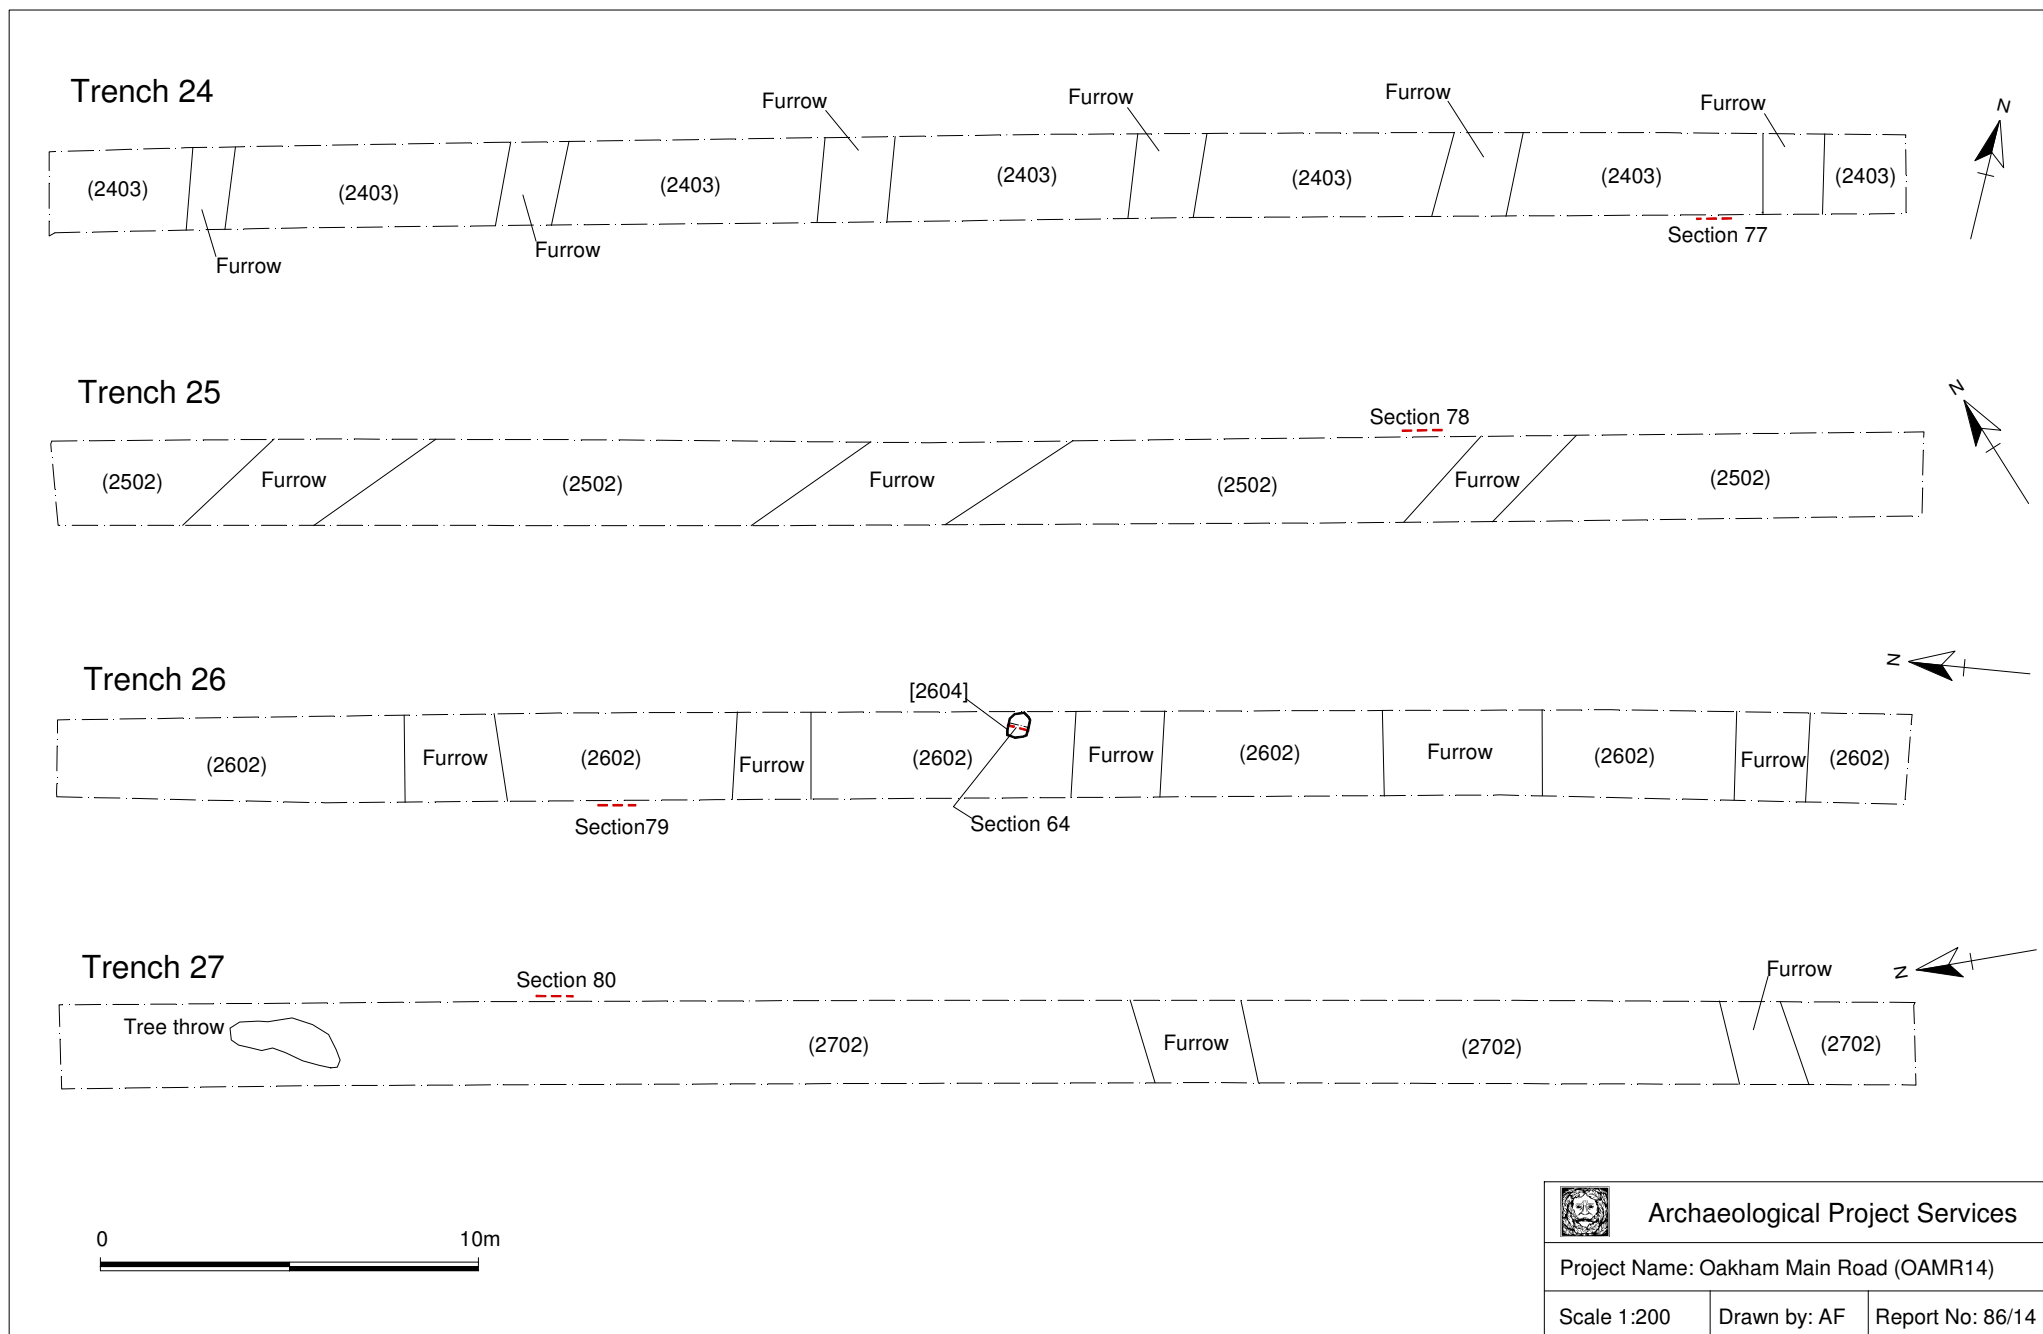 Trench 24
Furrow
Furrow
Furrow
Furrow
N
(2403)
(2403)
(2403)
(2403)
(2403)
(2403)
(2403)
Section 77
Furrow
Furrow
Trench 25
Section 78
N
(2502)
Furrow
(2502)
Furrow
(2502)
Furrow
(2502)
Trench 26
[2604]
N
(2602)
Furrow
(2602)
Furrow
(2602)
Furrow
(2602)
Furrow
(2602)
Furrow
(2602)
Section79
Section 64
Trench 27
Section 80
Furrow
N
Tree throw
(2702)
Furrow
(2702)
(2702)
0 10m
Archaeological Project Services
Project Name: Oakham Main Road (OAMR14)
Scale 1:200
Drawn by: AF
Report No: 86/14